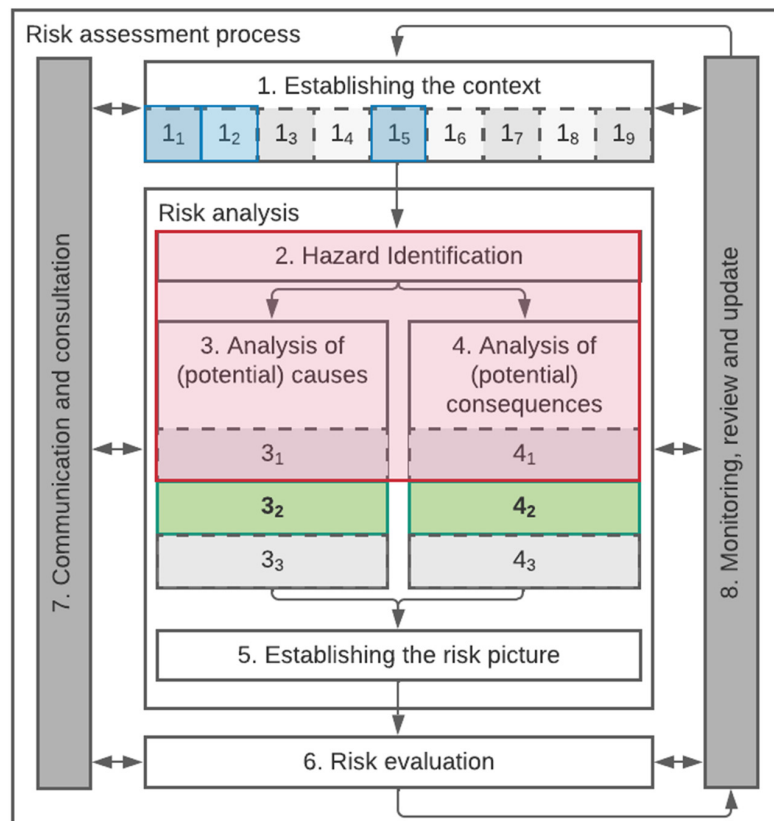 Risk assessment process
1. Establishing the context
1₁ 1₂ 1₃ 1₄ 1₅ 1₆ 1₇ 1₈ 1₉
Risk analysis
2. Hazard Identification
3. Analysis of
(potential) causes
4. Analysis of
(potential)
consequences
3₁
4₁
3₂
4₂
3₃
4₃
5. Establishing the risk picture
6. Risk evaluation
7. Communication and consultation
8. Monitoring, review and update